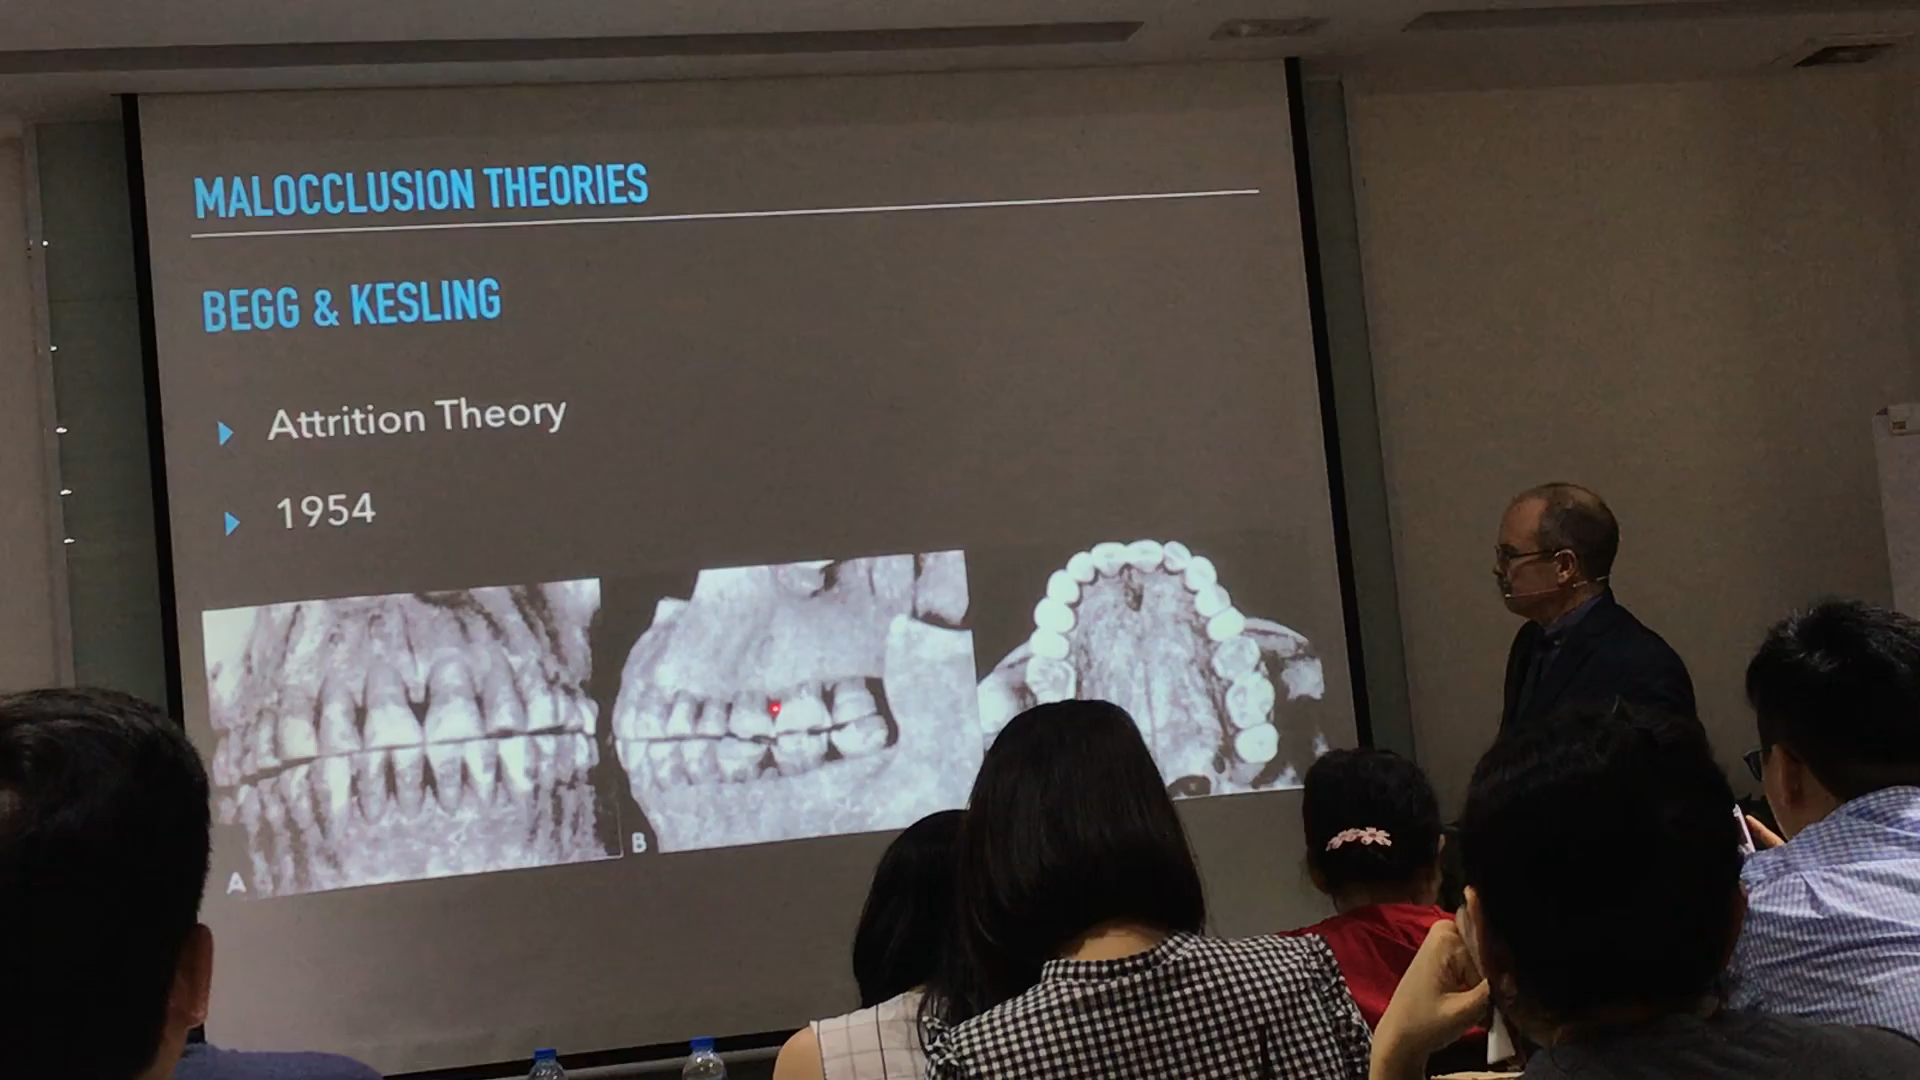 MALOCCLUSION THEORIES
BEGG & KESLING
Attrition Theory
1954
A
B